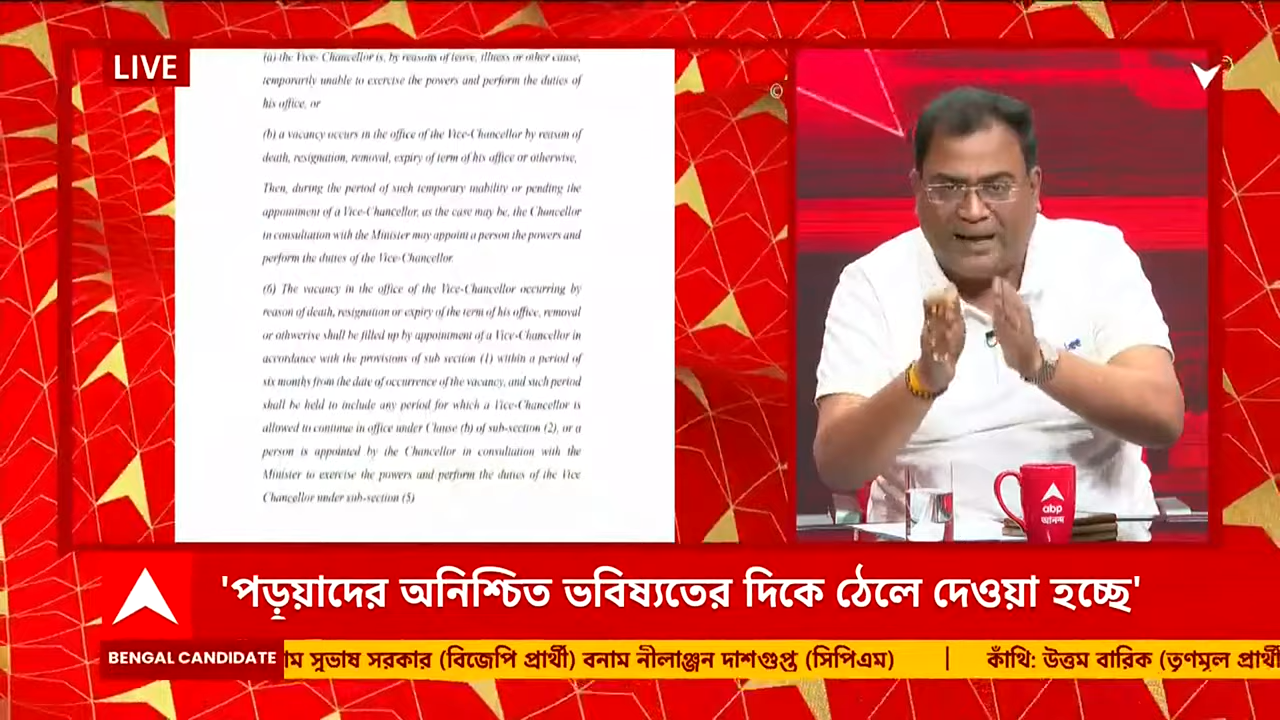 LIVE
(a) the Vice- Chancellor is, by reasons of leave, illness or other cause,
temporarily unable to exercise the powers and perform the duties of
his office, or
(b) a vacancy occurs in the office of the Vice-Chancellor by reason of
death, resignation, removal, expiry of term of his office or otherwise,
Then, during the period of such temporary inability or pending the
appointment of a Vice-Chancellor, as the case may be, the Chancellor
in consultation with the Minister may appoint a person the powers and
perform the duties of the Vice-Chancellor.
(6) The vacancy in the office of the Vice-Chancellor occurring by
reason of death, resignation or expiry of the term of his office, removal
or othwerise shall be filled up by appointment of a Vice-Chancellor in
accordance with the provisions of sub section (1) within a period of
six months from the date of occurrence of the vacancy, and such period
shall be held to include any period for which a Vice-Chancellor is
allowed to continue in office under Clause (b) of sub-section (2), or a
person is appointed by the Chancellor in consultation with the
Minister to exercise the powers and perform the duties of the Vice
Chancellor under sub-section (5)
©
abp
আনন্দ
'পড়ুয়াদের অনিশ্চিত ভবিষ্যতের দিকে ঠেলে দেওয়া হচ্ছে'
BENGAL CANDIDATE
সুভাষ সরকার (বিজেপি প্রার্থী) বনাম নীলাঞ্জন দাশগুপ্ত (সিপিএম) | কাঁথি: উত্তম বারিক (তৃণমূল প্রার্থী